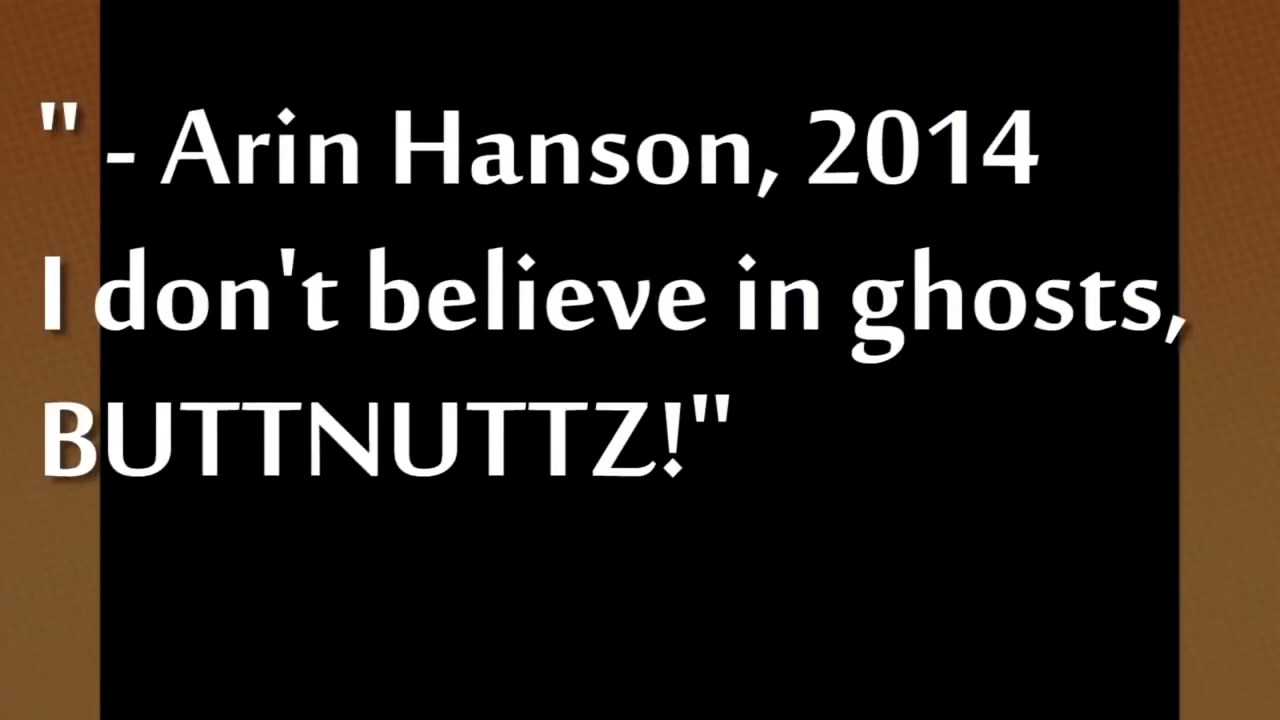 " - Arin Hanson, 2014
I don't believe in ghosts,
BUTTNUTTZ!"